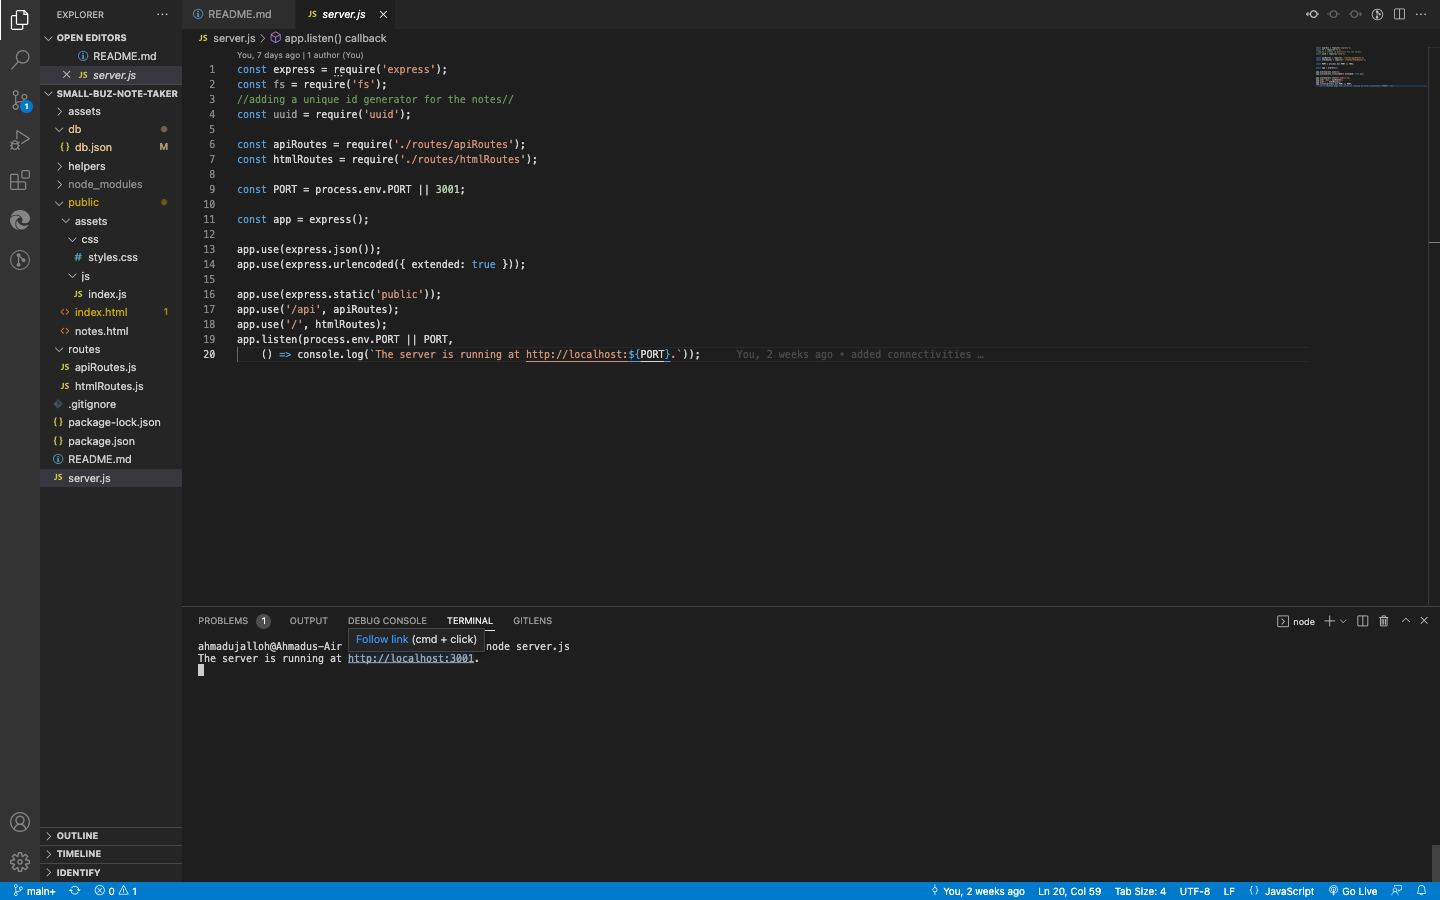 EXPLORER
README.md
JS server.js
OPEN EDITORS
README.md
JS server.js
1
SMALL-BUZ-NOTE-TAKER
assets
db
{} db.json M
helpers
node_modules
public
assets
css
# styles.css
js
JS index.js
<> index.html 1
<> notes.html
routes
JS apiRoutes.js
JS htmlRoutes.js
.gitignore
{} package-lock.json
{} package.json
README.md
JS server.js
OUTLINE
TIMELINE
IDENTIFY
JS server.js > app.listen() callback
You, 7 days ago | 1 author (You)
1 const express = require('express');
2 const fs = require('fs');
3 //adding a unique id generator for the notes//
4 const uuid = require('uuid');
5
6 const apiRoutes = require('./routes/apiRoutes');
7 const htmlRoutes = require('./routes/htmlRoutes');
8
9 const PORT = process.env.PORT || 3001;
10
11 const app = express();
12
13 app.use(express.json());
14 app.use(express.urlencoded({ extended: true }));
15
16 app.use(express.static('public'));
17 app.use('/api', apiRoutes);
18 app.use('/', htmlRoutes);
19 app.listen(process.env.PORT || PORT,
20 () => console.log(`The server is running at http://localhost:${PORT}.`)); You, 2 weeks ago • added connectivities …
PROBLEMS 1 OUTPUT DEBUG CONSOLE TERMINAL GITLENS
node
Follow link (cmd + click)
ahmadujalloh@Ahmadus-Air node server.js
The server is running at http://localhost:3001.
main+ 0 1
You, 2 weeks ago Ln 20, Col 59 Tab Size: 4 UTF-8 LF {} JavaScript Go Live